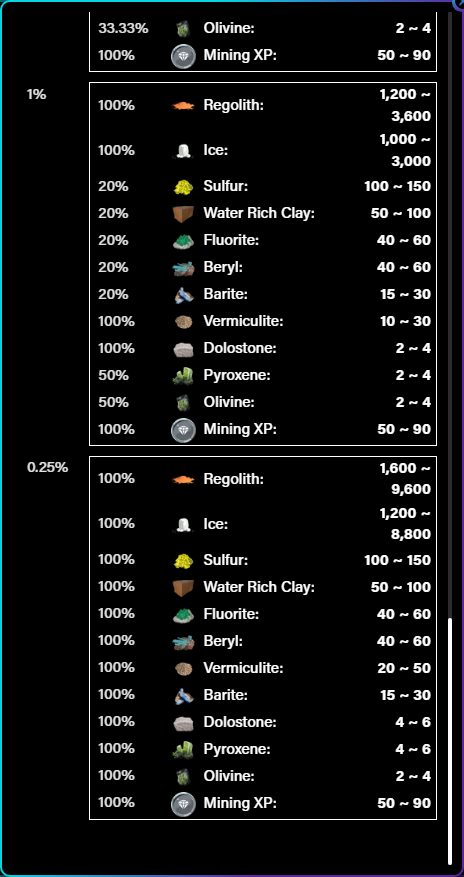 33.33% Olivine: 2 ~ 4
100% Mining XP: 50 ~ 90
1%
100% Regolith: 1,200 ~
3,600
100% Ice: 1,000 ~
3,000
20% Sulfur: 100 ~ 150
20% Water Rich Clay: 50 ~ 100
20% Fluorite: 40 ~ 60
20% Beryl: 40 ~ 60
20% Barite: 15 ~ 30
100% Vermiculite: 10 ~ 30
100% Dolostone: 2 ~ 4
50% Pyroxene: 2 ~ 4
50% Olivine: 2 ~ 4
100% Mining XP: 50 ~ 90
0.25%
100% Regolith: 1,600 ~
9,600
100% Ice: 1,200 ~
8,800
100% Sulfur: 100 ~ 150
100% Water Rich Clay: 50 ~ 100
100% Fluorite: 40 ~ 60
100% Beryl: 40 ~ 60
100% Vermiculite: 20 ~ 50
100% Barite: 15 ~ 30
100% Dolostone: 4 ~ 6
100% Pyroxene: 4 ~ 6
100% Olivine: 2 ~ 4
100% Mining XP: 50 ~ 90